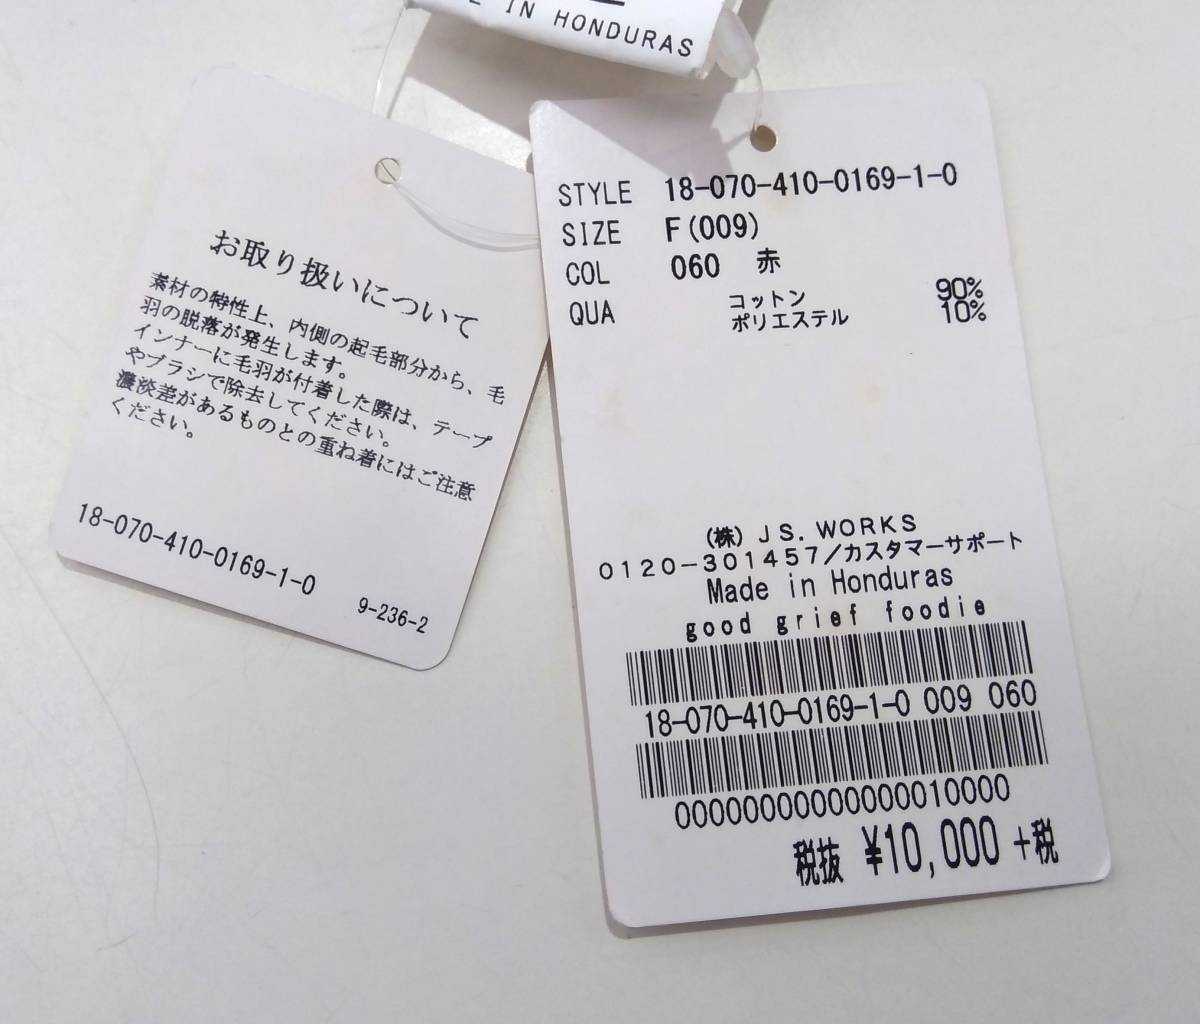 IN HONDURAS
お取り扱いについて
素材の特性上、内側の起毛部分から、毛
羽の脱落が発生します。
インナーに毛羽が付着した際は、テープ
やブラシで除去してください。
濃淡差があるものとの重ね着にはご注意
ください。
18-070-410-0169-1-0
9-236-2
STYLE 18-070-410-0169-1-0
SIZE F(009)
COL 060 赤
QUA コットン 90%
ポリエステル 10%
(株)JS.WORKS
0120-301457/カスタマーサポート
Made in Honduras
good grief foodie
18-070-410-0169-1-0 009 060
00000000000000010000
税抜 ¥10,000 +税